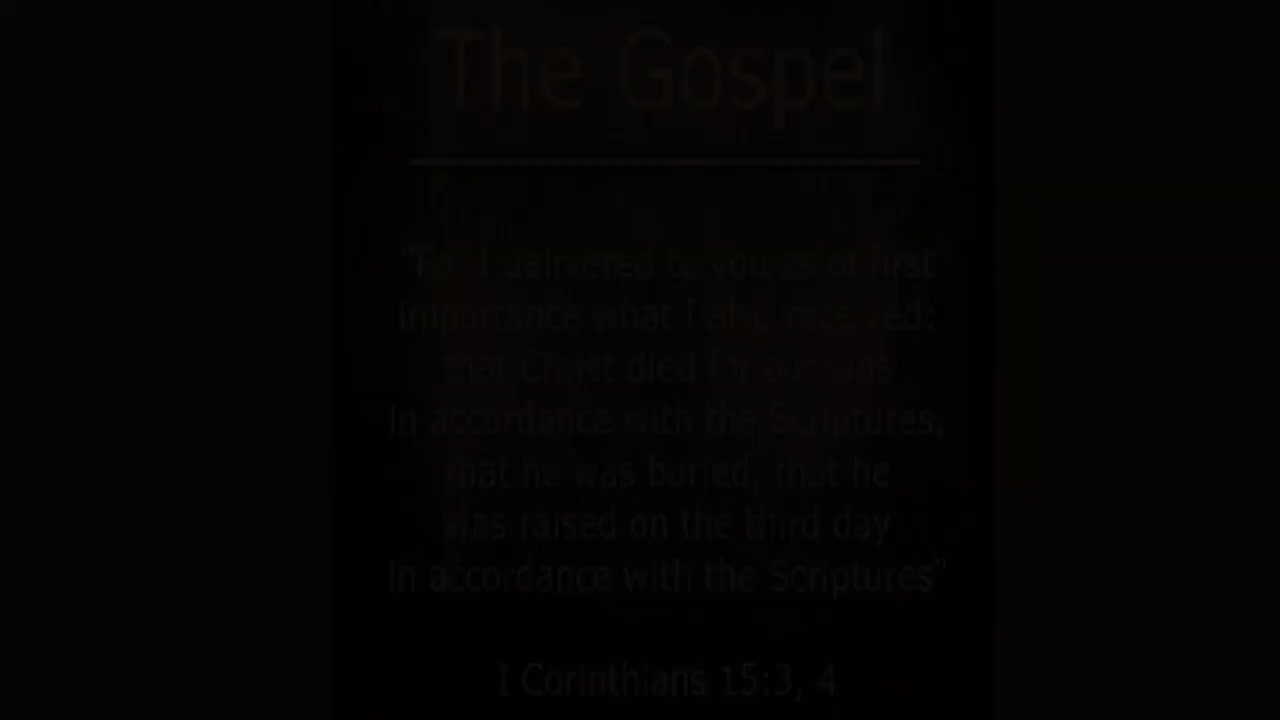 The Gospel
"For I delivered to you as of first
importance what I also received:
that Christ died for our sins
in accordance with the Scriptures,
that he was buried, that he
was raised on the third day
in accordance with the Scriptures"
I Corinthians 15:3, 4